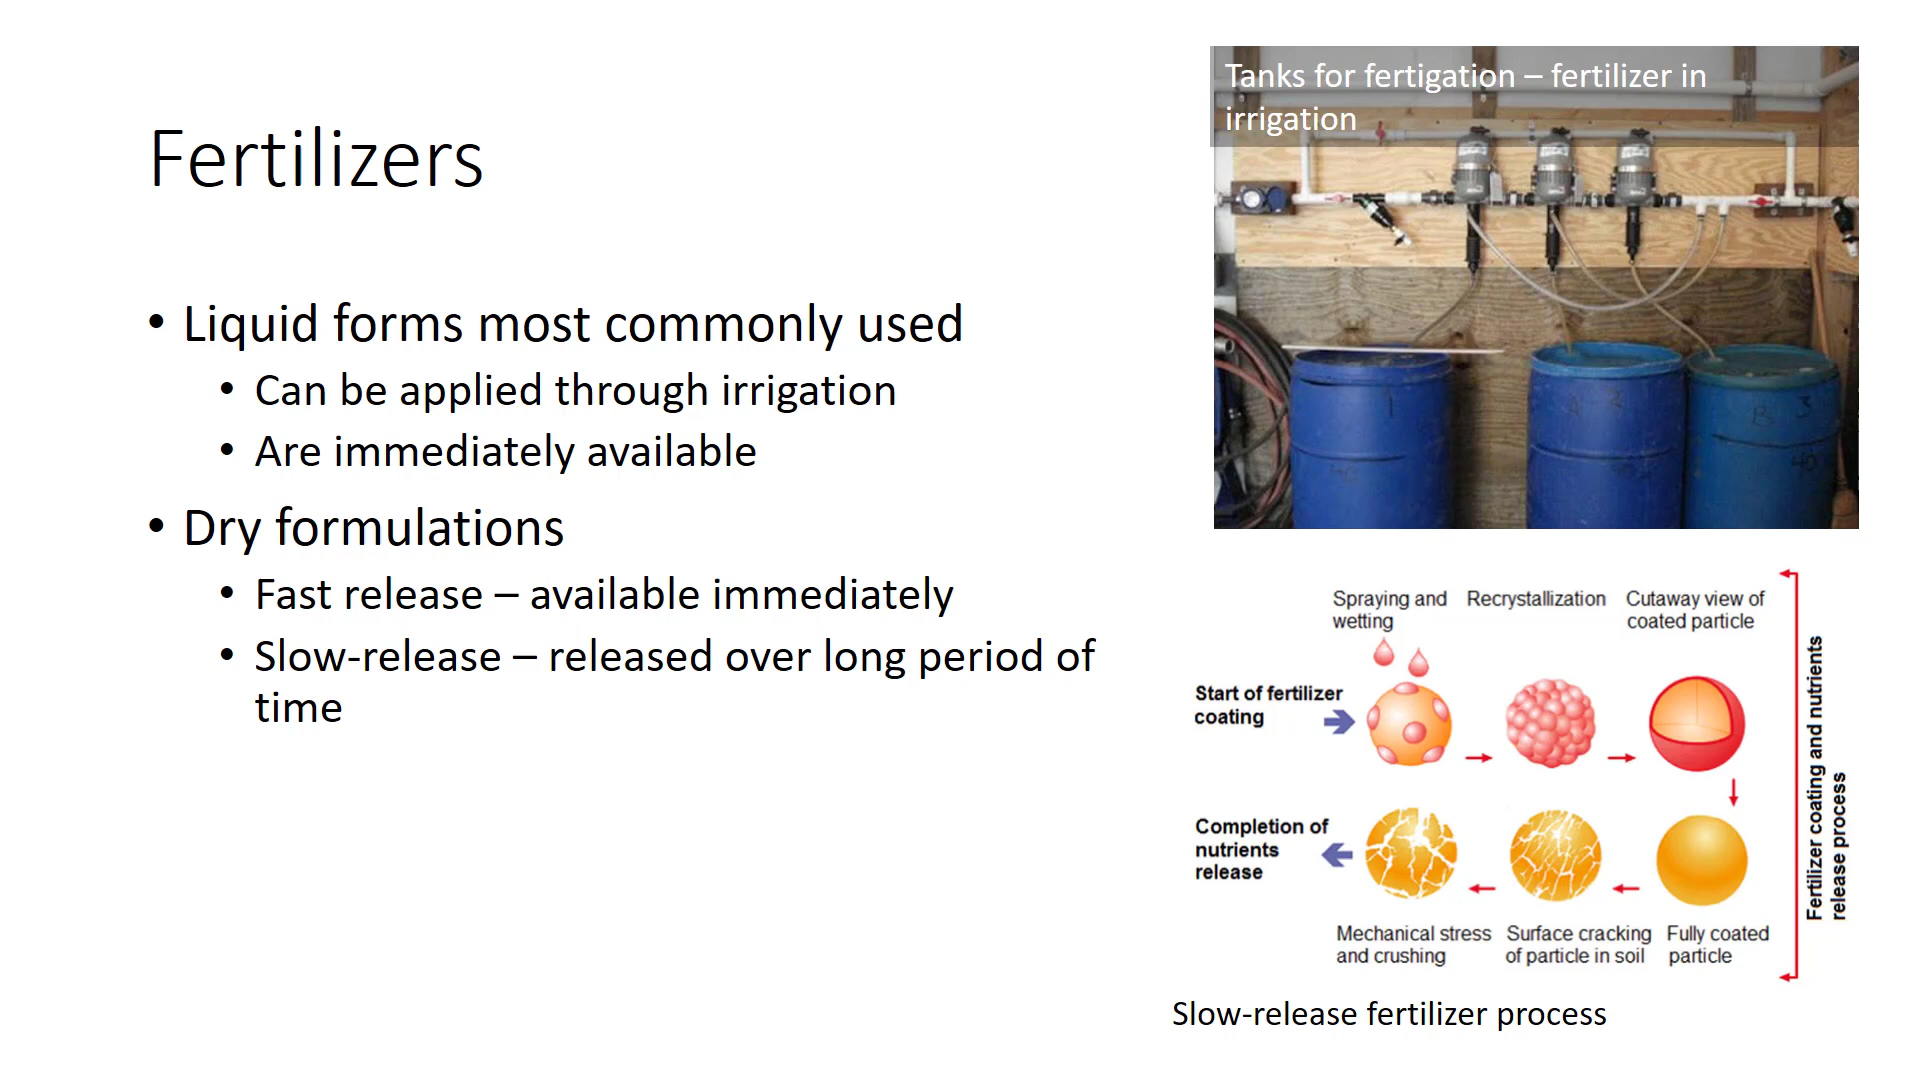 Fertilizers
• Liquid forms most commonly used
• Can be applied through irrigation
• Are immediately available
• Dry formulations
• Fast release – available immediately
• Slow-release – released over long period of
time
Tanks for fertigation – fertilizer in
irrigation
Spraying and
wetting
Recrystallization
Cutaway view of
coated particle
Start of fertilizer
coating
Completion of
nutrients
release
Mechanical stress
and crushing
Surface cracking
of particle in soil
Fully coated
particle
Fertilizer coating and nutrients
release process
Slow-release fertilizer process